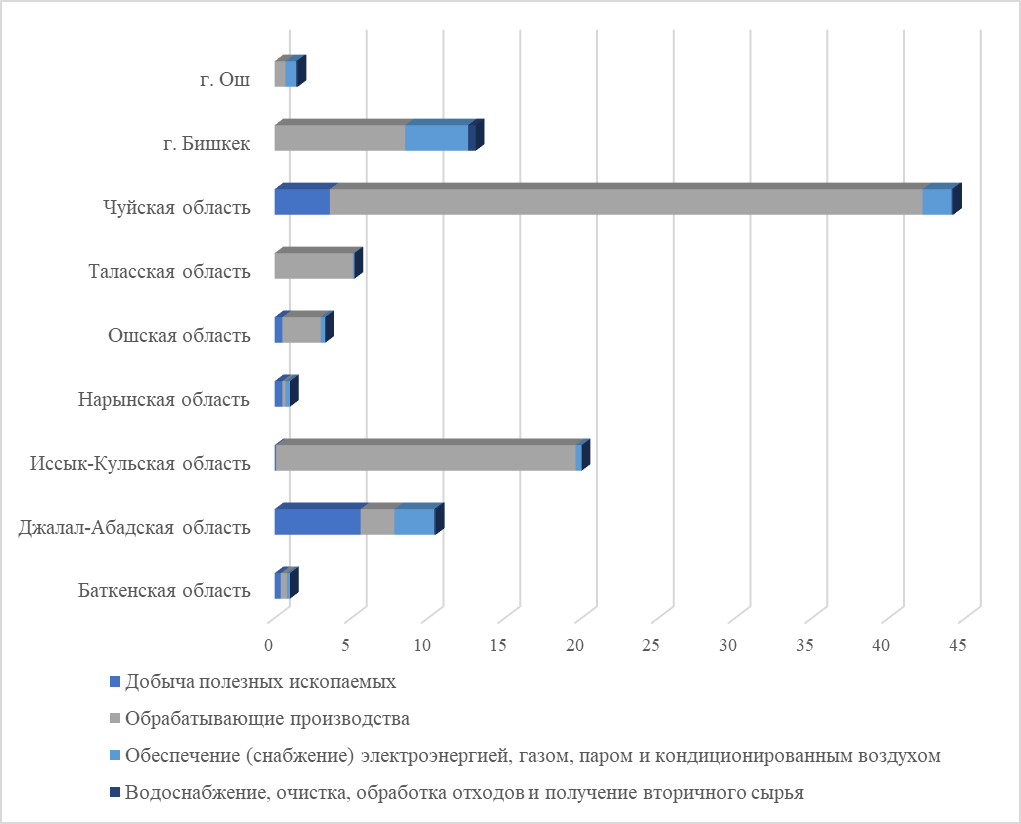 г. Ош
г. Бишкек
Чуйская область
Таласская область
Ошская область
Нарынская область
Иссык-Кульская область
Джалал-Абадская область
Баткенская область
0 5 10 15 20 25 30 35 40 45
Добыча полезных ископаемых
Обрабатывающие производства
Обеспечение (снабжение) электроэнергией, газом, паром и кондиционированным воздухом
Водоснабжение, очистка, обработка отходов и получение вторичного сырья